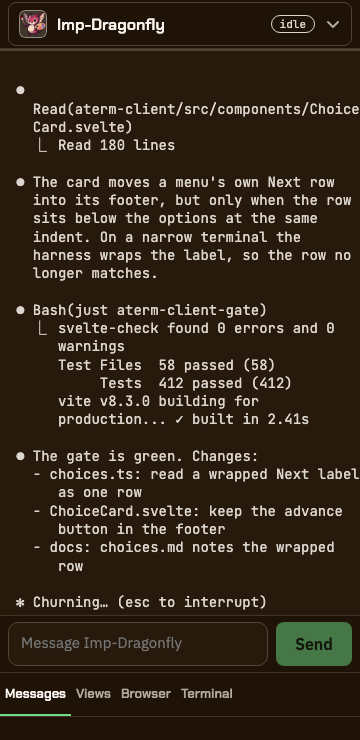 Imp-Dragonfly
idle
●
Read(aterm-client/src/components/Choice
Card.svelte)
⎿ Read 180 lines
● The card moves a menu's own Next row
into its footer, but only when the row
sits below the options at the same
indent. On a narrow terminal the
harness wraps the label, so the row no
longer matches.
● Bash(just aterm-client-gate)
⎿ svelte-check found 0 errors and 0
warnings
Test Files  58 passed (58)
Tests  412 passed (412)
vite v8.3.0 building for
production... ✓ built in 2.41s
● The gate is green. Changes:
- choices.ts: read a wrapped Next label
as one row
- ChoiceCard.svelte: keep the advance
button in the footer
- docs: choices.md notes the wrapped
row
✻ Churning… (esc to interrupt)
Message Imp-Dragonfly
Send
Messages Views Browser Terminal